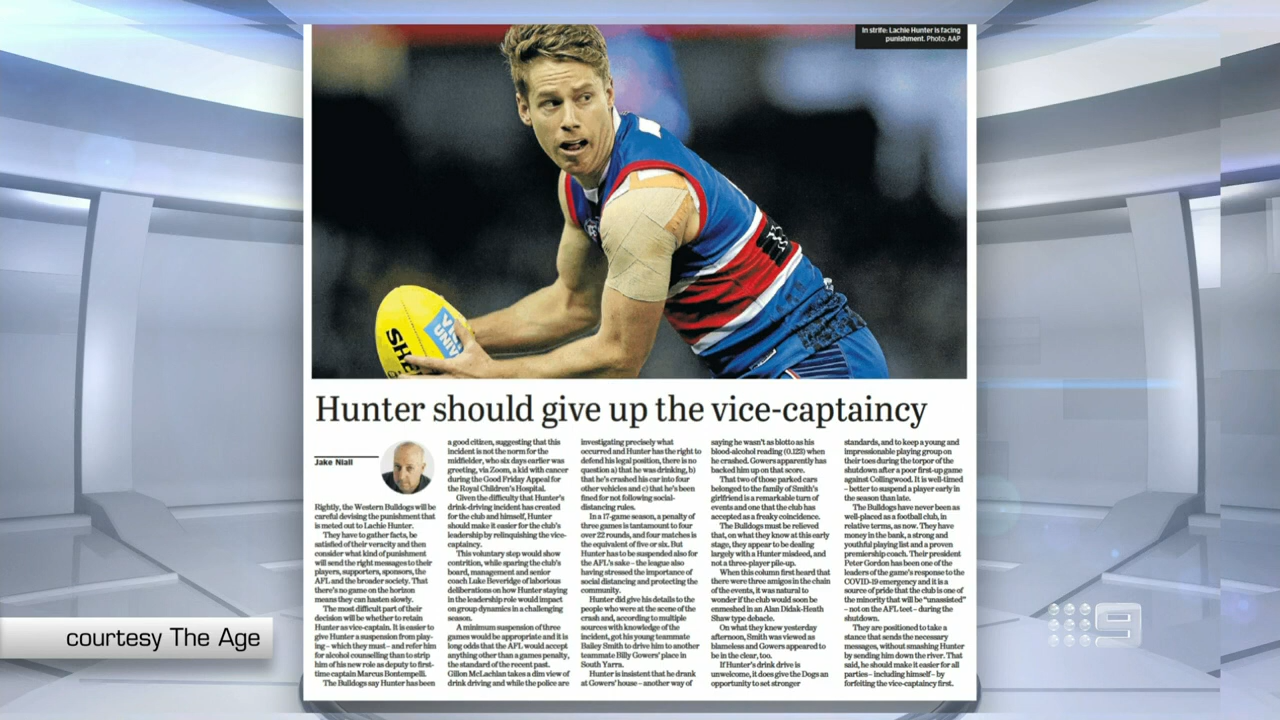 In strife: Lachie Hunter is facing
punishment. Photo: AAP
SHE
UNIV
Hunter should give up the vice-captaincy
Jake Niall
Rightly, the Western Bulldogs will be
careful devising the punishment that
is meted out to Lachie Hunter.
They have to gather facts, be
satisfied of their veracity and then
consider what kind of punishment
will send the right messages to their
players, supporters, sponsors, the
AFL and the broader society. That
there's no game on the horizon
means they can hasten slowly.
The most difficult part of their
decision will be whether to retain
Hunter as vice-captain. It is easier to
give Hunter a suspension from play-
ing – which they must – and refer him
for alcohol counselling than to strip
him of his new role as deputy to first-
time captain Marcus Bontempelli.
The Bulldogs say Hunter has been
a good citizen, suggesting that this
incident is not the norm for the
midfielder, who six days earlier was
greeting, via Zoom, a kid with cancer
during the Good Friday Appeal for
the Royal Children's Hospital.
Given the difficulty that Hunter's
drink-driving incident has created
for the club and himself, Hunter
should make it easier for the club's
leadership by relinquishing the vice-
captaincy.
This voluntary step would show
contrition, while sparing the club's
board, management and senior
coach Luke Beveridge of laborious
deliberations on how Hunter staying
in the leadership role would impact
on group dynamics in a challenging
season.
A minimum suspension of three
games would be appropriate and it is
long odds that the AFL would accept
anything other than a games penalty,
the standard of the recent past.
Gillon McLachlan takes a dim view of
drink driving and while the police are
investigating precisely what
occurred and Hunter has the right to
defend his legal position, there is no
question a) that he was drinking, b)
that he's crashed his car into four
other vehicles and c) that he's been
fined for not following social-
distancing rules.
In a 17-game season, a penalty of
three games is tantamount to four
over 22 rounds, and four matches is
the equivalent of five or six. But
Hunter has to be suspended also for
the AFL's sake – the league also
having stressed the importance of
social distancing and protecting the
community.
Hunter did give his details to the
people who were at the scene of the
crash and, according to multiple
sources with knowledge of the
incident, got his young teammate
Bailey Smith to drive him to another
teammate Billy Gowers' place in
South Yarra.
Hunter is insistent that he drank
at Gowers' house – another way of
saying he wasn't as blotto as his
blood-alcohol reading (0.123) when
he crashed. Gowers apparently has
backed him up on that score.
That two of those parked cars
belonged to the family of Smith's
girlfriend is a remarkable turn of
events and one that the club has
accepted as a freaky coincidence.
The Bulldogs must be relieved
that, on what they know at this early
stage, they appear to be dealing
largely with a Hunter misdeed, and
not a three-player pile-up.
When this column first heard that
there were three amigos in the chain
of the events, it was natural to
wonder if the club would soon be
enmeshed in an Alan Didak-Heath
Shaw type debacle.
On what they knew yesterday
afternoon, Smith was viewed as
blameless and Gowers appeared to
be in the clear, too.
If Hunter's drink drive is
unwelcome, it does give the Dogs an
opportunity to set stronger
standards, and to keep a young and
impressionable playing group on
their toes during the torpor of the
shutdown after a poor first-up game
against Collingwood. It is well-timed
– better to suspend a player early in
the season than late.
The Bulldogs have never been as
well-placed as a football club, in
relative terms, as now. They have
money in the bank, a strong and
youthful playing list and a proven
premiership coach. Their president
Peter Gordon has been one of the
leaders of the game's response to the
COVID-19 emergency and it is a
source of pride that the club is one of
the minority that will be "unassisted"
– not on the AFL teet – during the
shutdown.
They are positioned to take a
stance that sends the necessary
messages, without smashing Hunter
by sending him down the river. That
said, he should make it easier for all
parties – including himself – by
forfeiting the vice-captaincy first.
courtesy The Age
9